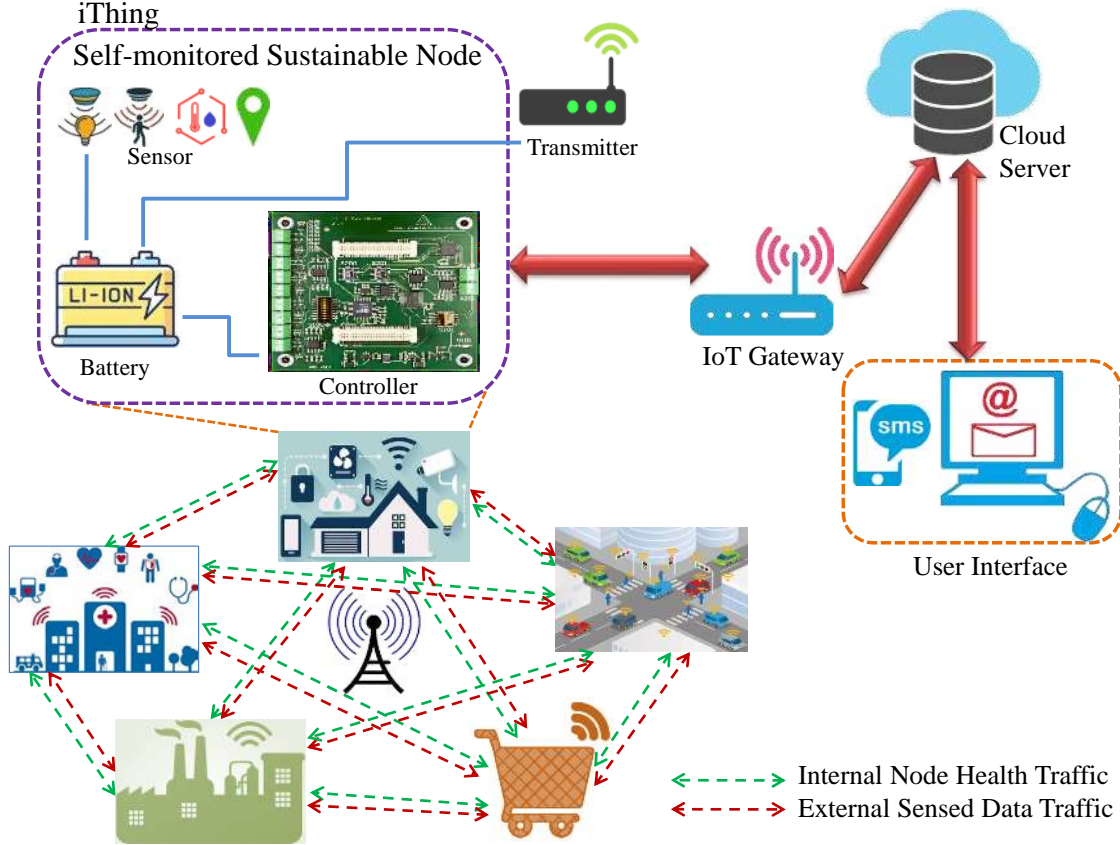 iThing
Self-monitored Sustainable Node
Sensor
Transmitter
Cloud
Server
LI-ION
Battery
Controller
IoT Gateway
sms
@
User Interface
Internal Node Health Traffic
External Sensed Data Traffic